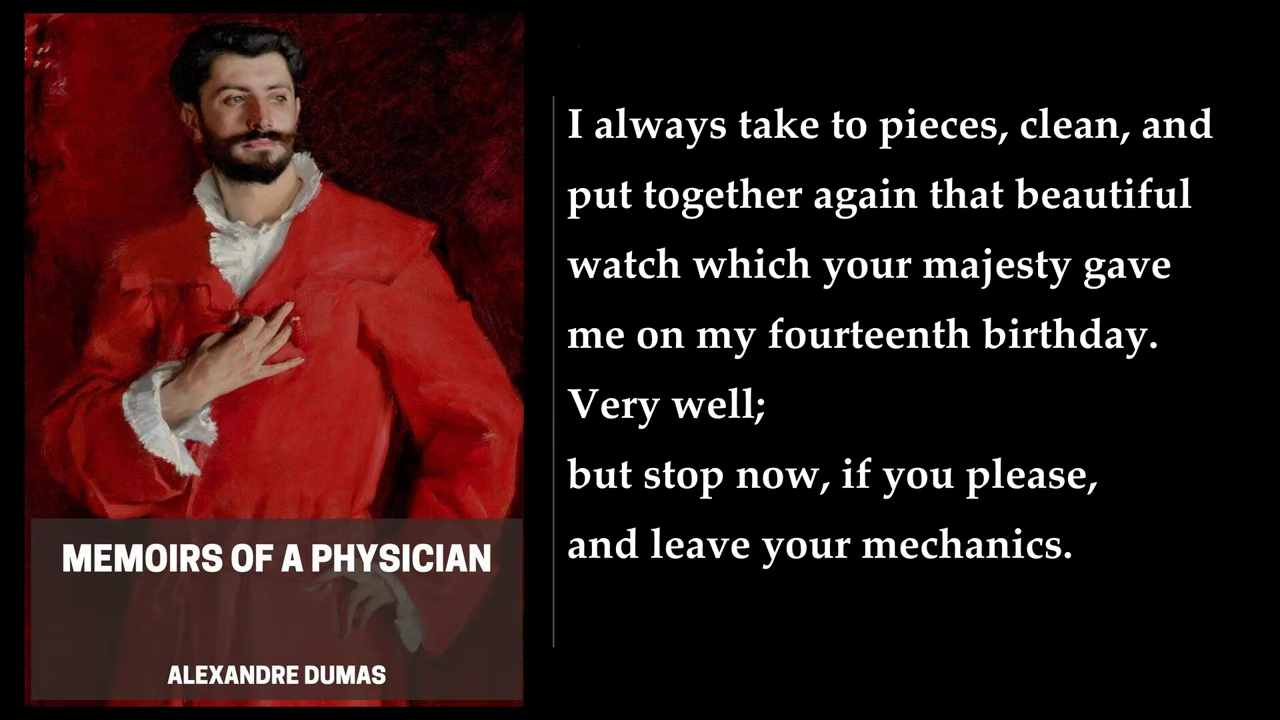 I always take to pieces, clean, and
put together again that beautiful
watch which your majesty gave
me on my fourteenth birthday.
Very well;
but stop now, if you please,
and leave your mechanics.
MEMOIRS OF A PHYSICIAN
ALEXANDRE DUMAS